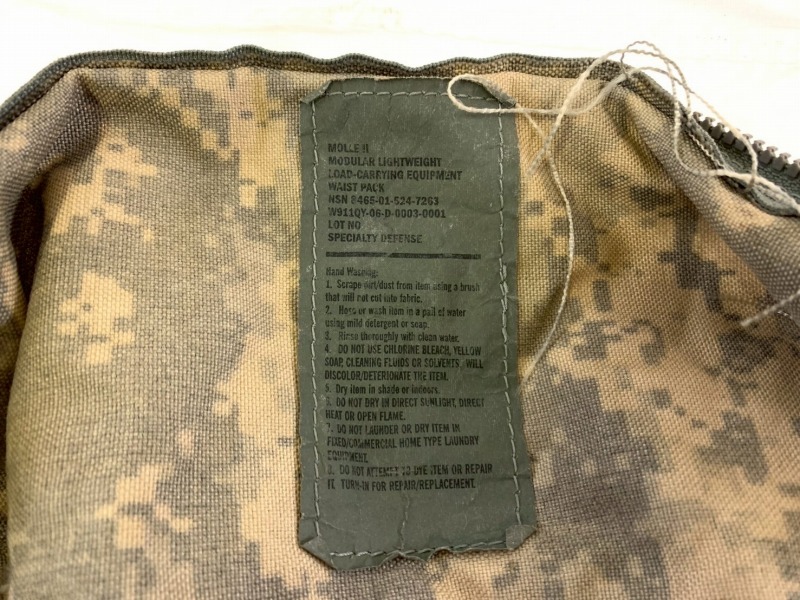 MOLLE II
MODULAR LIGHTWEIGHT
LOAD-CARRYING EQUIPMENT
WAIST PACK
NSN 8465-01-524-7263
W911QY-06-D-0003-0001
LOT NO
SPECIALTY DEFENSE
Hand Washing:
1. Scrape dirt/dust from item using a brush
that will not cut into fabric.
2. Hose or wash item in a pail of water
using mild detergent or soap.
3. Rinse thoroughly with clean water.
4. DO NOT USE CHLORINE BLEACH, YELLOW
SOAP, CLEANING FLUIDS OR SOLVENTS, WILL
DISCOLOR/DETERIONATE THE ITEM.
5. Dry item in shade or indoors.
6. DO NOT DRY IN DIRECT SUNLIGHT, DIRECT
HEAT OR OPEN FLAME.
7. DO NOT LAUNDER OR DRY ITEM IN
FIXED/COMMERCIAL HOME TYPE LAUNDRY
EQUIPMENT.
8. DO NOT ATTEMPT TO DYE ITEM OR REPAIR
IT. TURN-IN FOR REPAIR/REPLACEMENT.